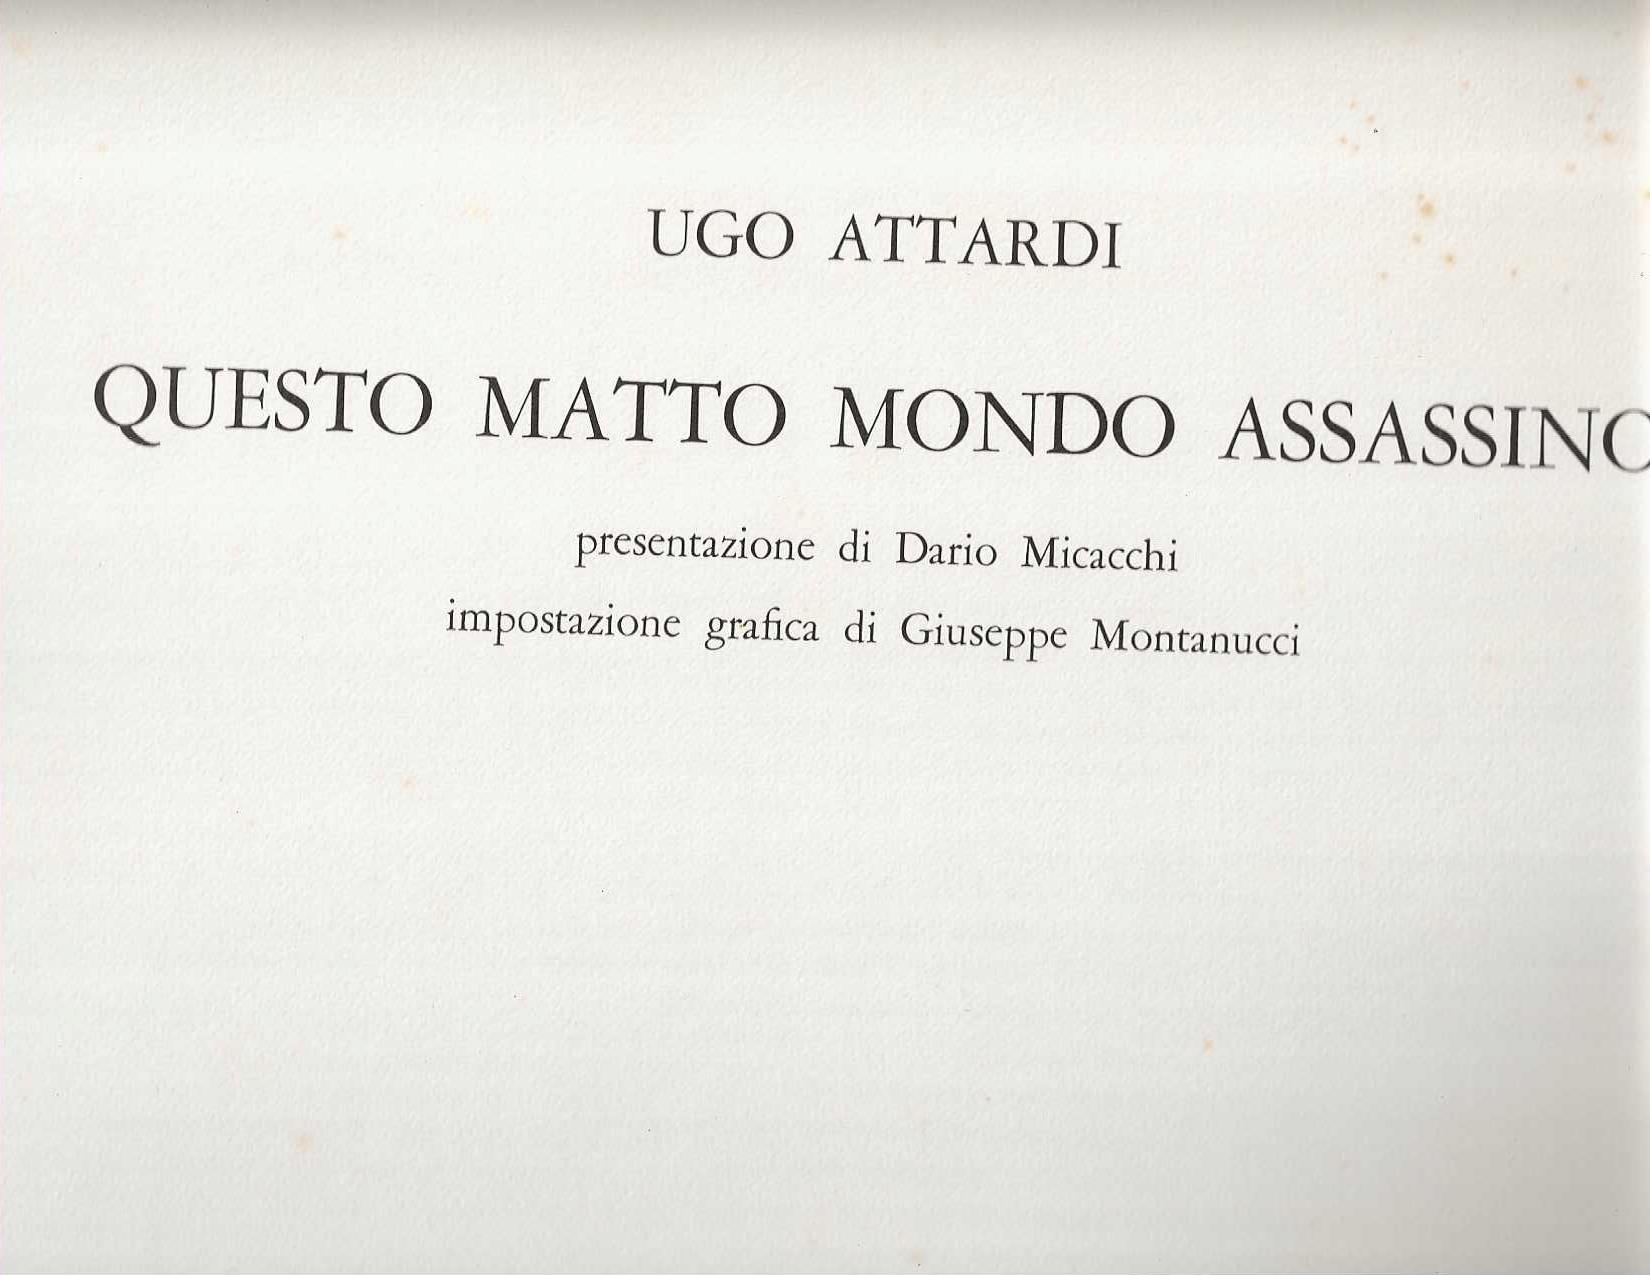 UGO ATTARDI
QUESTO MATTO MONDO ASSASSINO
presentazione di Dario Micacchi
impostazione grafica di Giuseppe Montanucci